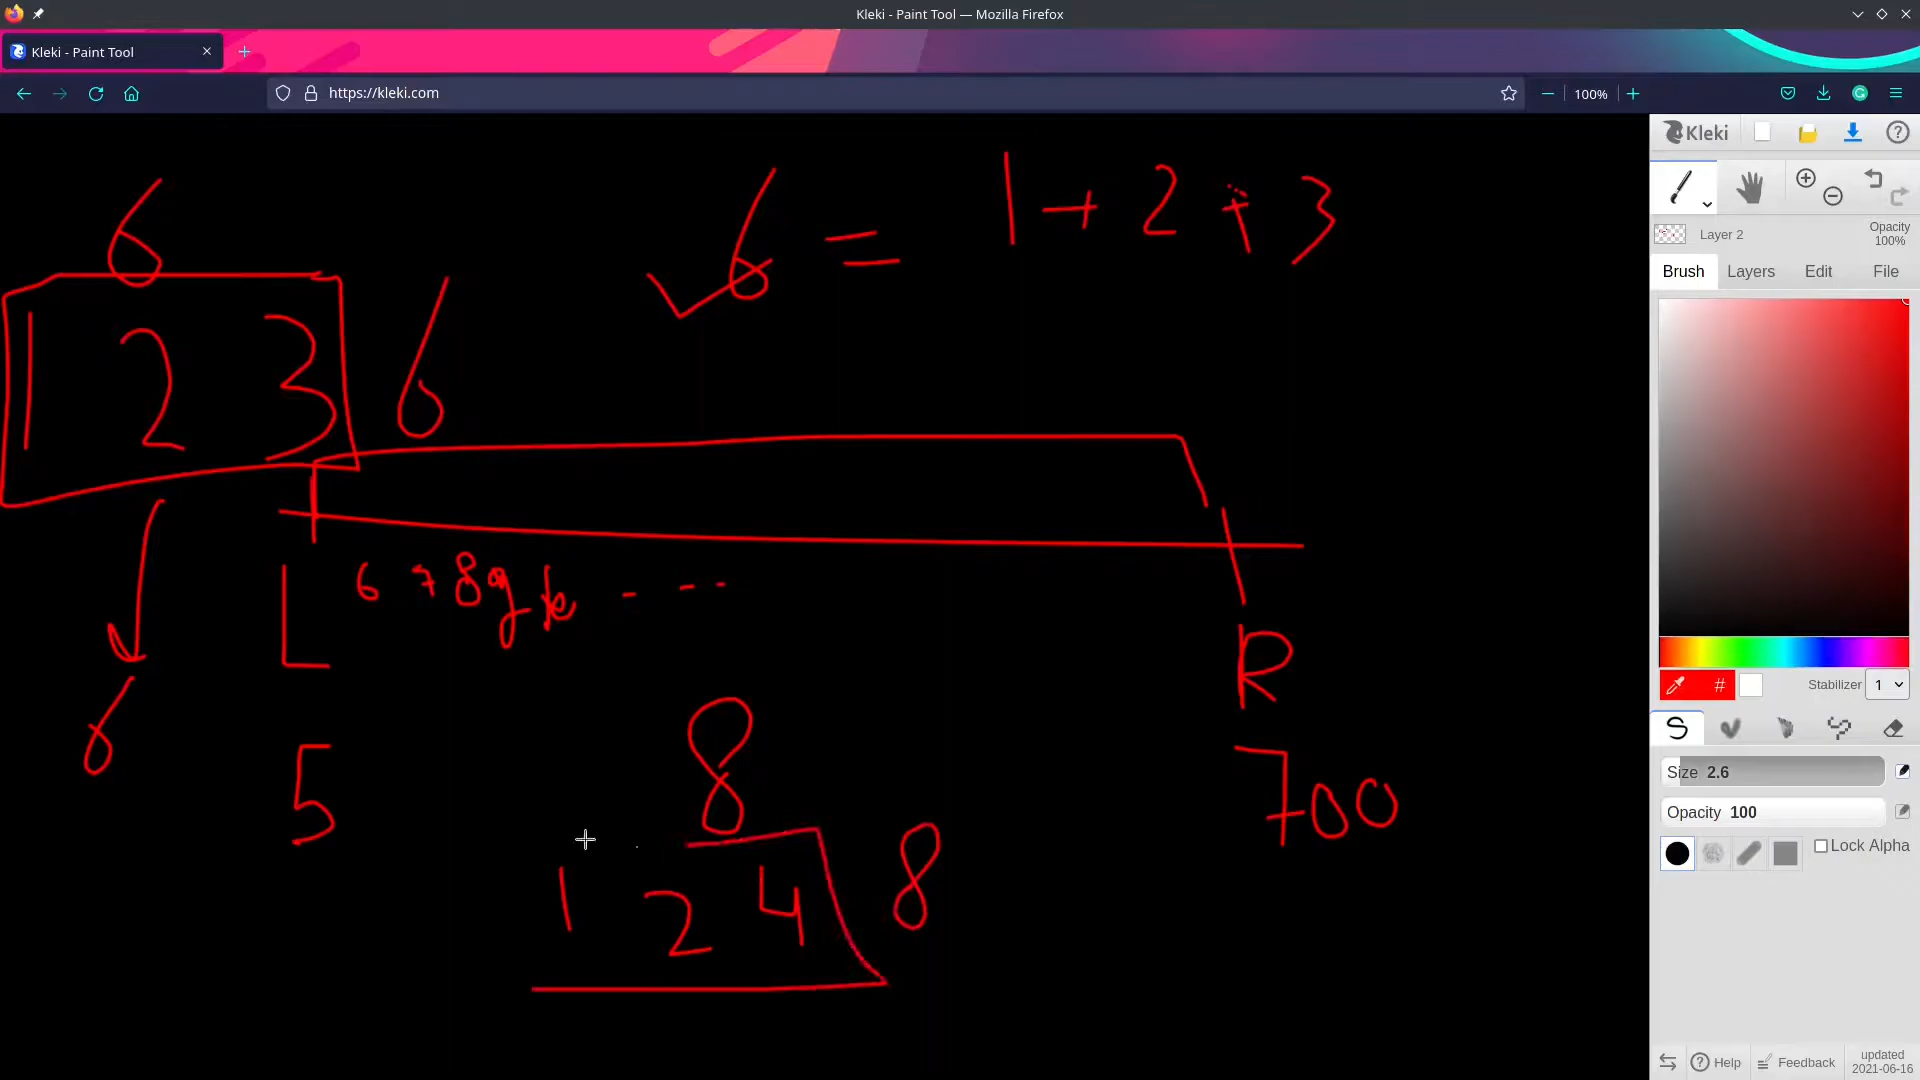 Kleki - Paint Tool — Mozilla Firefox
Kleki - Paint Tool
https://kleki.com
100%
Kleki
Layer 2
Opacity
100%
Brush Layers Edit File
# Stabilizer 1
Size 2.6
Opacity 100
Lock Alpha
Help Feedback updated
2021-06-16
6
6 = 1 + 2 + 3
1 2 3 6
6 7 8 9
L R
6
5 700
8
1 2 4 8